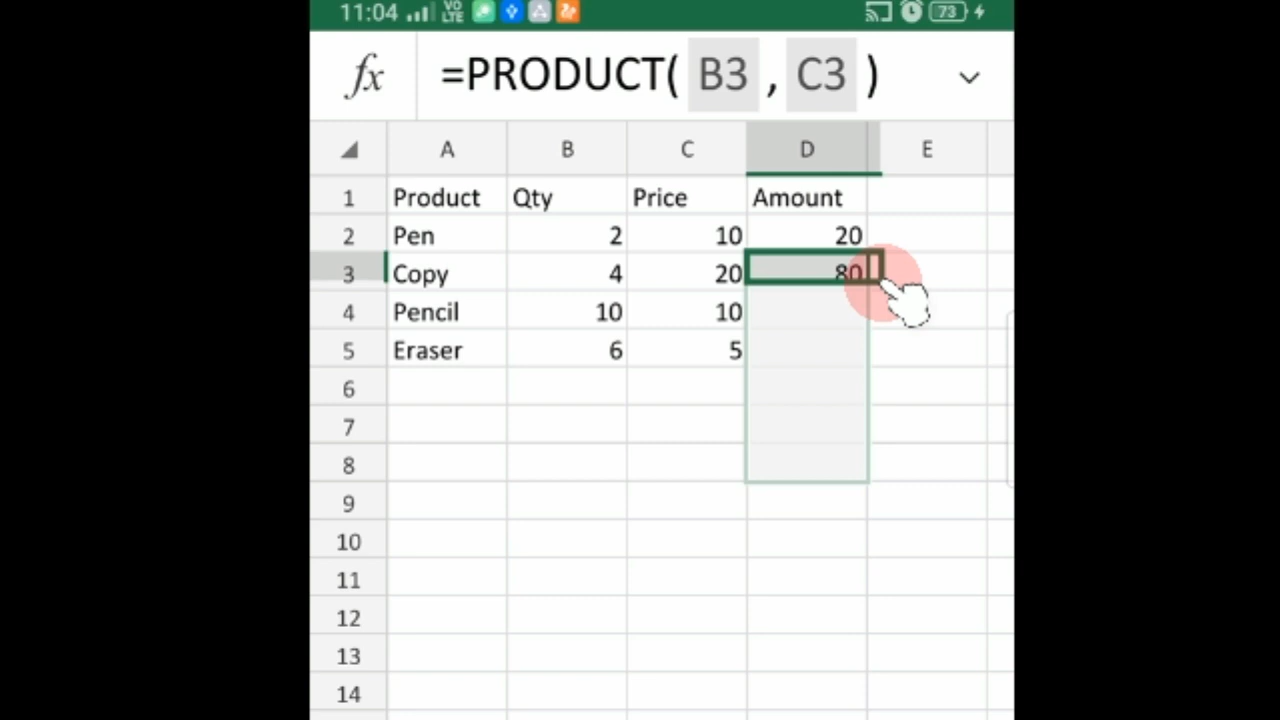 11:04 VO LTE 73
fx =PRODUCT( B3 , C3 )
A B C D E
1 Product Qty Price Amount
2 Pen 2 10 20
3 Copy 4 20 80
4 Pencil 10 10
5 Eraser 6 5
6
7
8
9
10
11
12
13
14